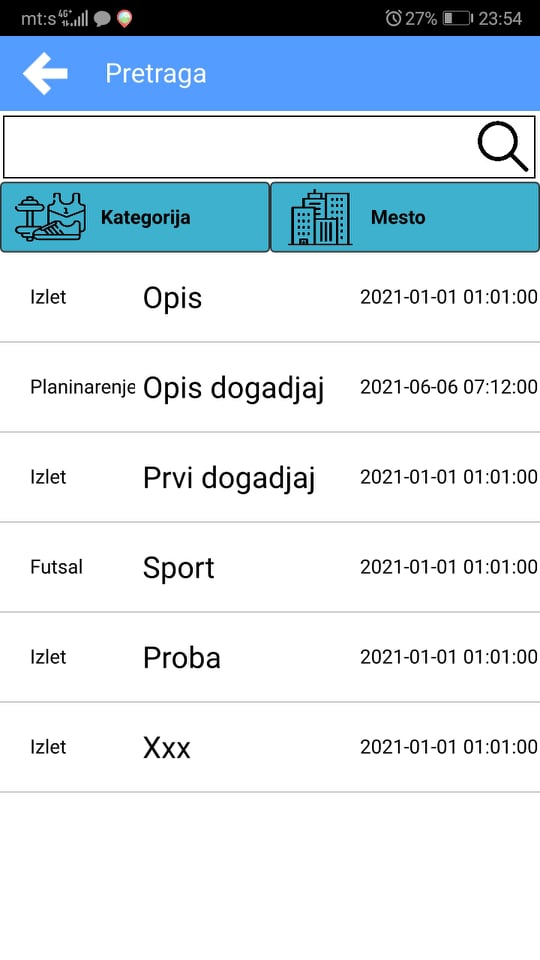 mt:s 4G+ 27% 23:54
Pretraga
Kategorija Mesto
Izlet Opis 2021-01-01 01:01:00
Planinarenje Opis dogadjaj 2021-06-06 07:12:00
Izlet Prvi dogadjaj 2021-01-01 01:01:00
Futsal Sport 2021-01-01 01:01:00
Izlet Proba 2021-01-01 01:01:00
Izlet Xxx 2021-01-01 01:01:00